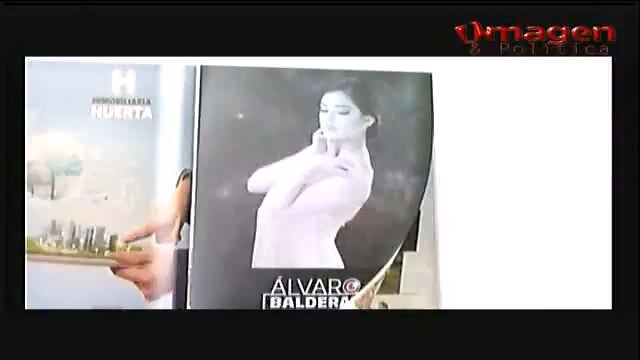 Imagen
& Política
H
INMOBILIARIA
HUERTA
ÁLVARO
BALDERA